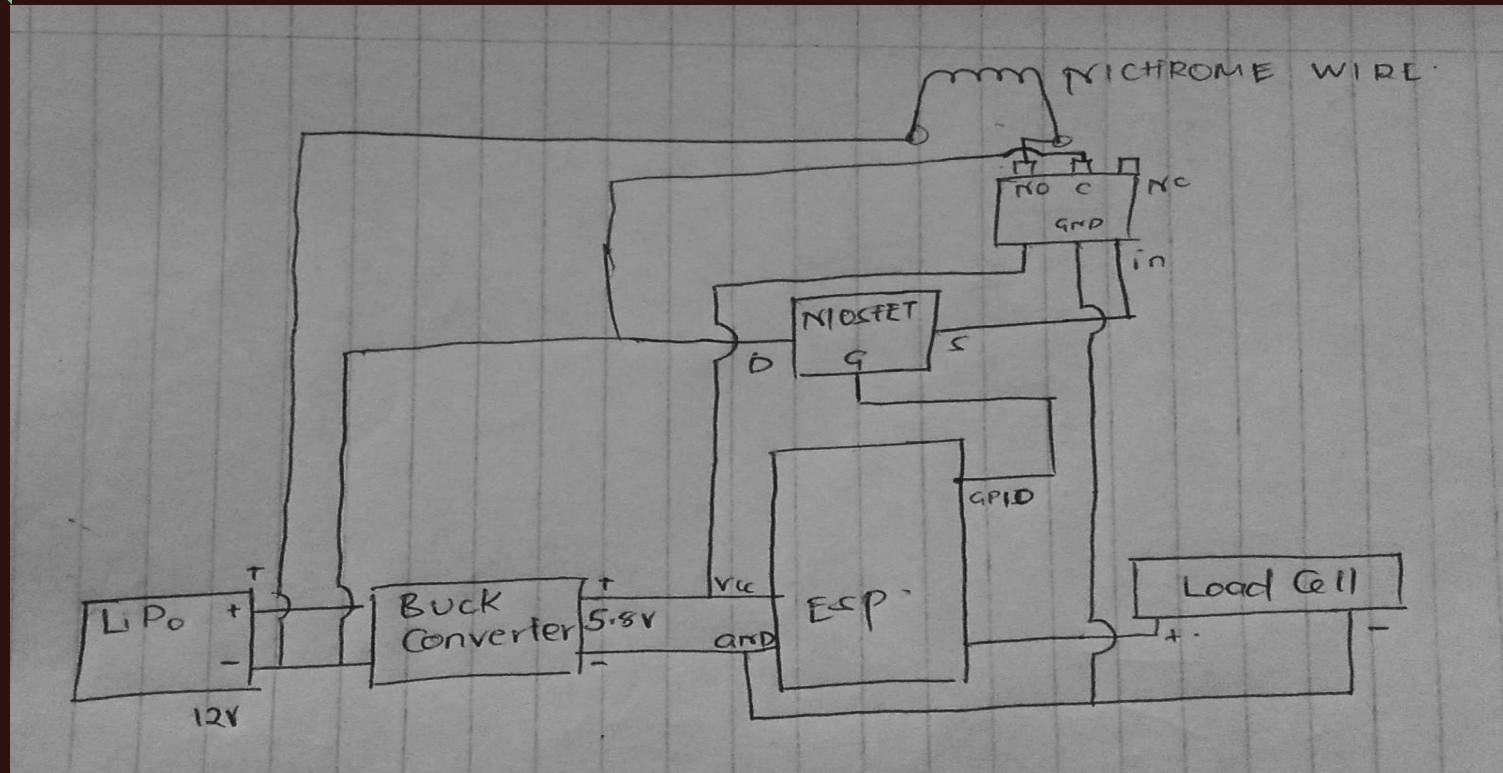 NICHROME WIRE.
NO C NC
GND
in
MOSFET
D G S
GPIO
LiPo + +
-
12V
Buck
Converter
+
5.8V
-
Vcc
GND
ESP
Load Cell
+ -